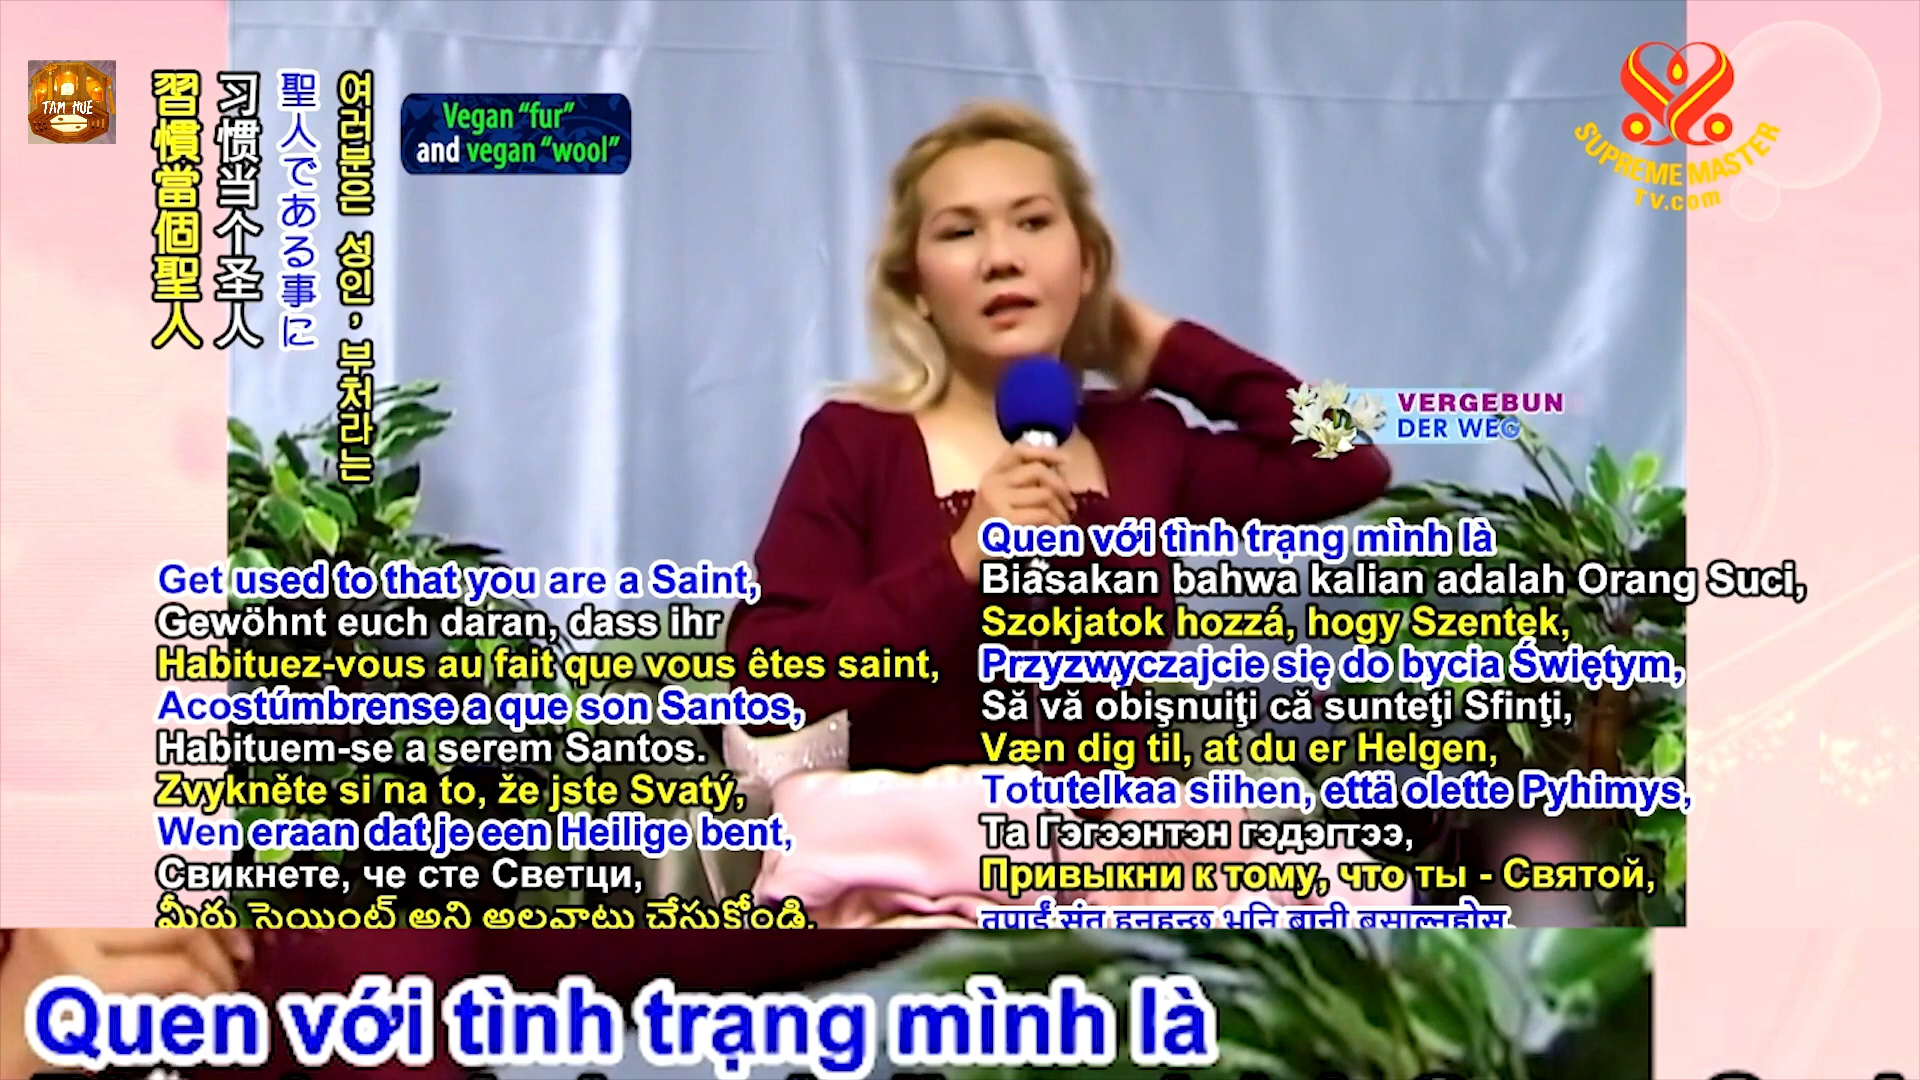 TAM HUE
習慣當個聖人
习惯当个圣人
聖人である事に
여러분은 성인, 부처라는
Vegan “fur”
and vegan “wool”
SUPREME MASTER
TV.com
VERGEBUN
DER WEG
Get used to that you are a Saint,
Gewöhnt euch daran, dass ihr
Habituez-vous au fait que vous êtes saint,
Acostúmbrense a que son Santos,
Habituem-se a serem Santos.
Zvykněte si na to, že jste Svatý,
Wen eraan dat je een Heilige bent,
Свикнете, че сте Светци,
మీరు సెయింట్ అని అలవాటు చేసుకోండి.
Quen với tình trạng mình là
Biasakan bahwa kalian adalah Orang Suci,
Szokjatok hozzá, hogy Szentek,
Przyzwyczajcie się do bycia Świętym,
Să vă obişnuiţi că sunteţi Sfinţi,
Væn dig til, at du er Helgen,
Totutelkaa siihen, että olette Pyhimys,
Та Гэгээнтэн гэдэгтээ,
Привыкни к тому, что ты - Святой,
तपाईं संत हुनुहुन्छ भनि बानी बसाल्नुहोस्,
Quen với tình trạng mình là